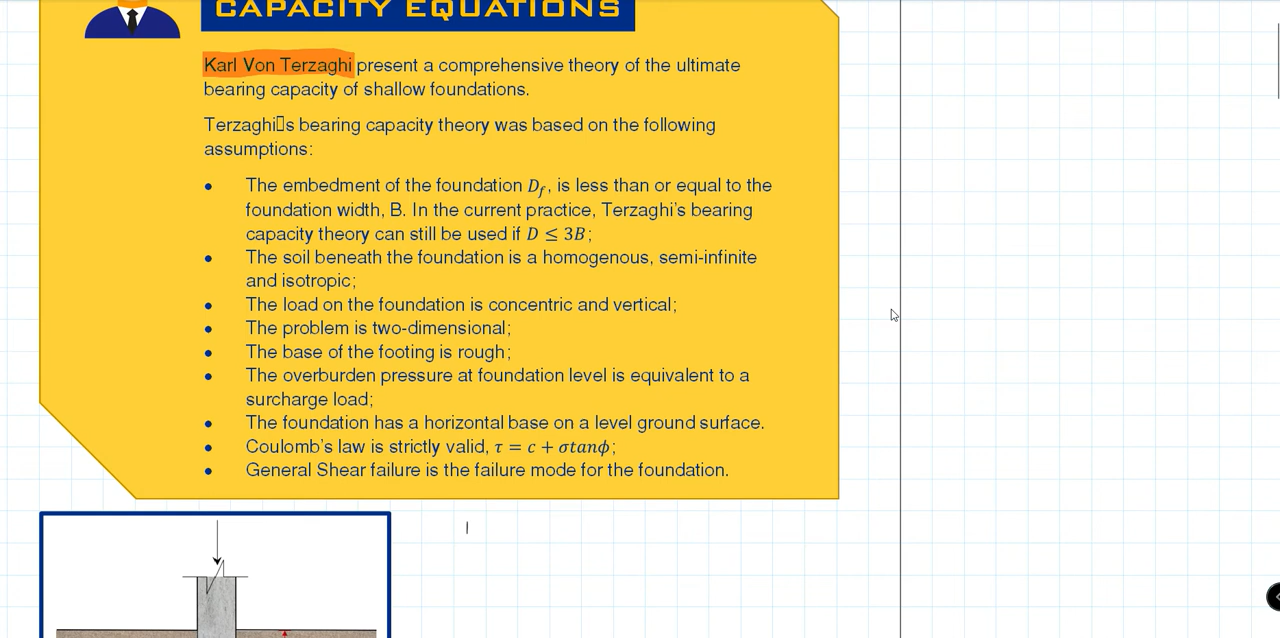 CAPACITY EQUATIONS
Karl Von Terzaghi present a comprehensive theory of the ultimate
bearing capacity of shallow foundations.
Terzaghi▯s bearing capacity theory was based on the following
assumptions:
• The embedment of the foundation D_f, is less than or equal to the
foundation width, B. In the current practice, Terzaghi's bearing
capacity theory can still be used if D ≤ 3B;
• The soil beneath the foundation is a homogenous, semi-infinite
and isotropic;
• The load on the foundation is concentric and vertical;
• The problem is two-dimensional;
• The base of the footing is rough;
• The overburden pressure at foundation level is equivalent to a
surcharge load;
• The foundation has a horizontal base on a level ground surface.
• Coulomb's law is strictly valid, τ = c + σtanϕ;
• General Shear failure is the failure mode for the foundation.